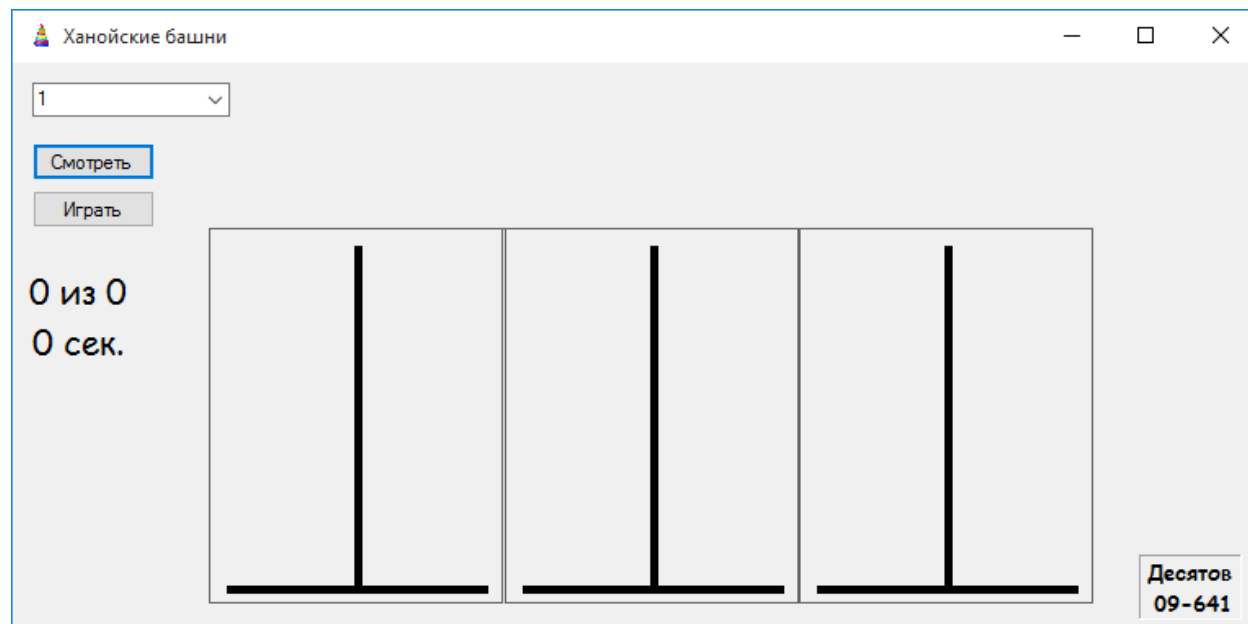 Ханойские башни
1
Смотреть
Играть
0 из 0
0 сек.
Десятов
09-641